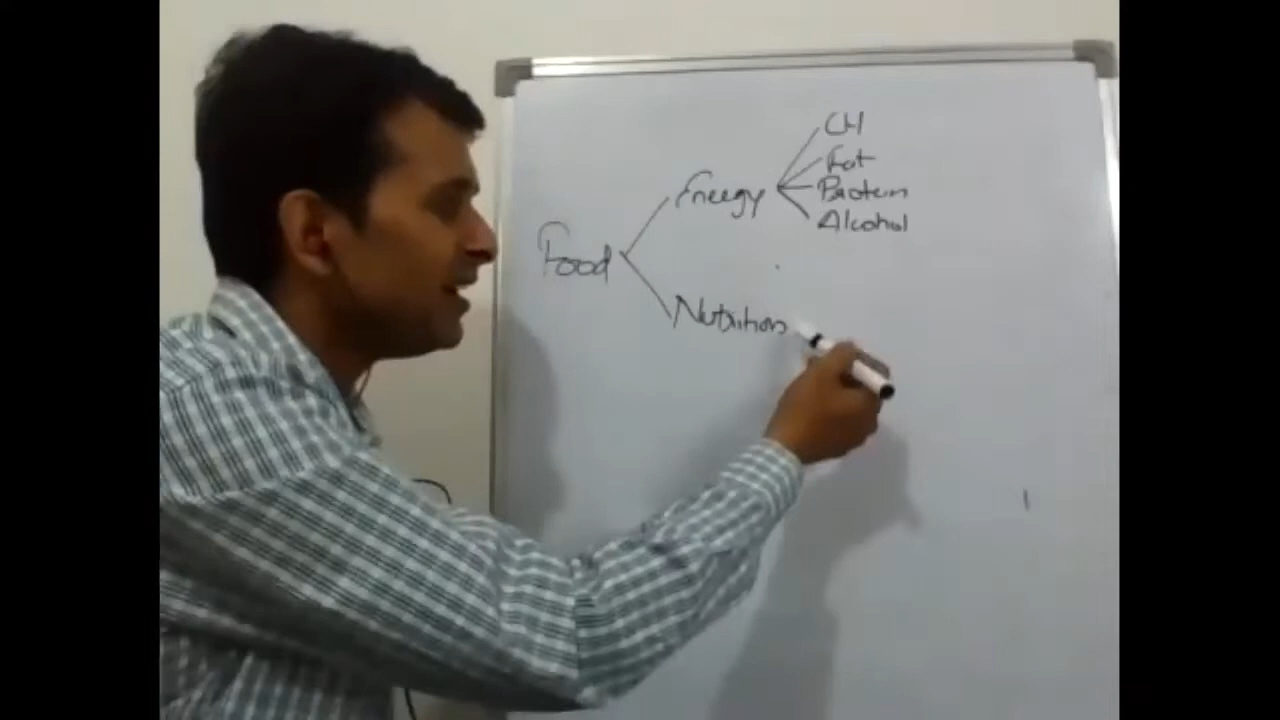 CH
Fat
Protein
Alcohol
Energy
Food
Nutrition